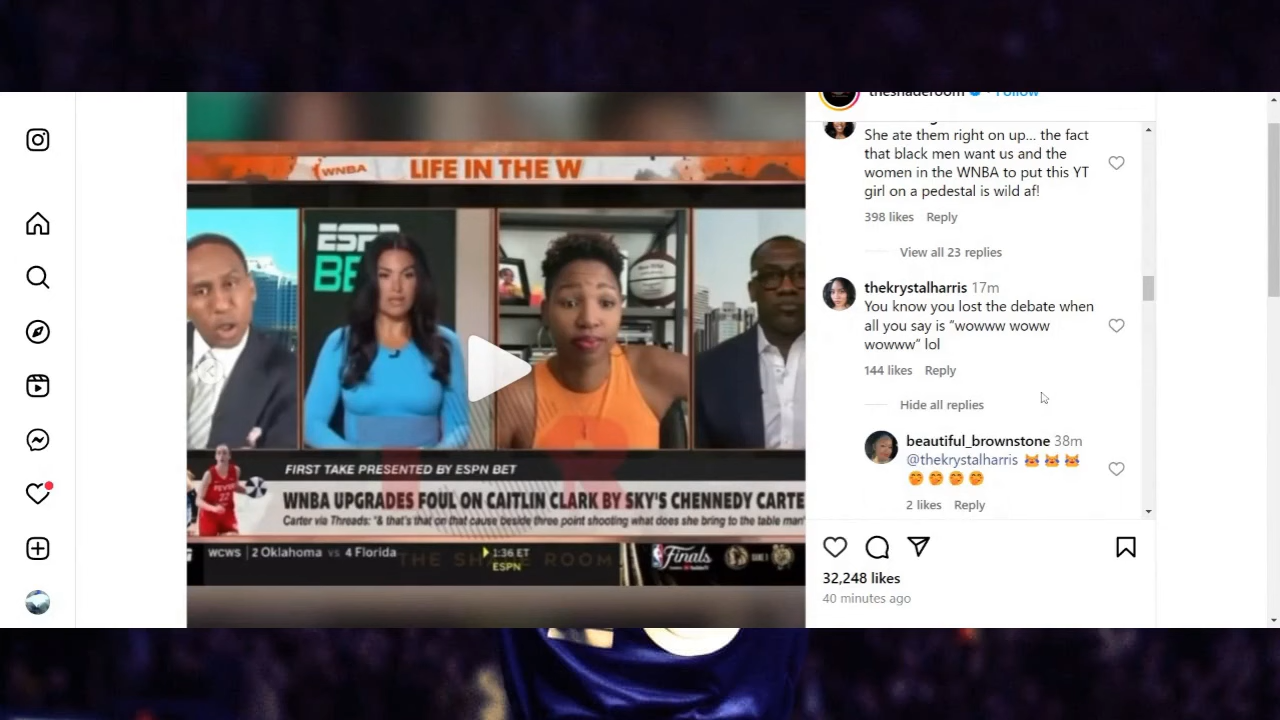 theshaderoom • Follow
She ate them right on up... the fact
that black men want us and the
women in the WNBA to put this YT
girl on a pedestal is wild af!
398 likes Reply
View all 23 replies
thekrystalharris 17m
You know you lost the debate when
all you say is “wowww woww
wowww” lol
144 likes Reply
Hide all replies
beautiful_brownstone 38m
@thekrystalharris
2 likes Reply
32,248 likes
40 minutes ago
WNBA LIFE IN THE W
ESPN
BE
FIRST TAKE PRESENTED BY ESPN BET
WNBA UPGRADES FOUL ON CAITLIN CLARK BY SKY'S CHENNEDY CARTE
Carter via Threads: "& that's that on that cause beside three point shooting what does she bring to the table man"
FEVER
22
WCWS 2 Oklahoma vs 4 Florida 1:36 ET
ESPN
THE SHADE ROOM
Finals